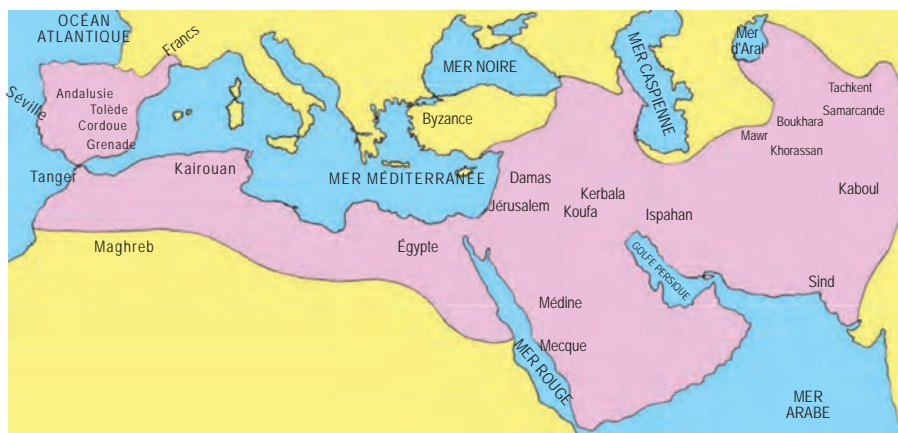 OCÉAN
ATLANTIQUE
Francs
MER NOIRE
MER CASPIENNE
Mer
d'Aral
Séville
Andalusie
Tolède
Cordoue
Grenade
Byzance
Tachkent
Samarcande
Boukhara
Mawr
Khorassan
Tanger
Kairouan
MER MÉDITERRANÉE
Damas
Jérusalem
Kerbala
Koufa
Ispahan
Kaboul
Maghreb
Égypte
GOLFE PERSIQUE
Sind
Médine
Mecque
MER ROUGE
MER
ARABE